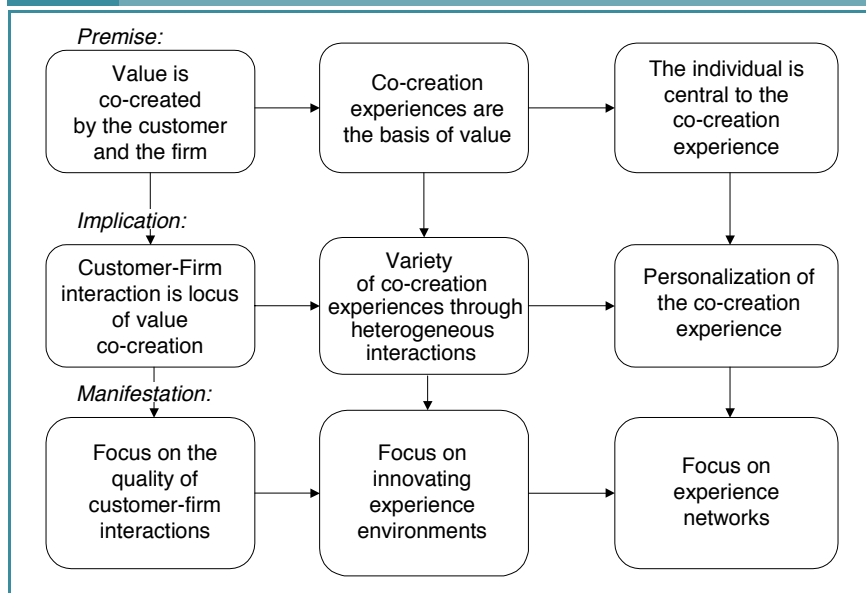 Premise:
Value is
co-created
by the customer
and the firm
Co-creation
experiences are
the basis of value
The individual is
central to the
co-creation
experience
Implication:
Customer-Firm
interaction is locus
of value
co-creation
Variety
of co-creation
experiences through
heterogeneous
interactions
Personalization of
the co-creation
experience
Manifestation:
Focus on the
quality of
customer-firm
interactions
Focus on
innovating
experience
environments
Focus on
experience
networks